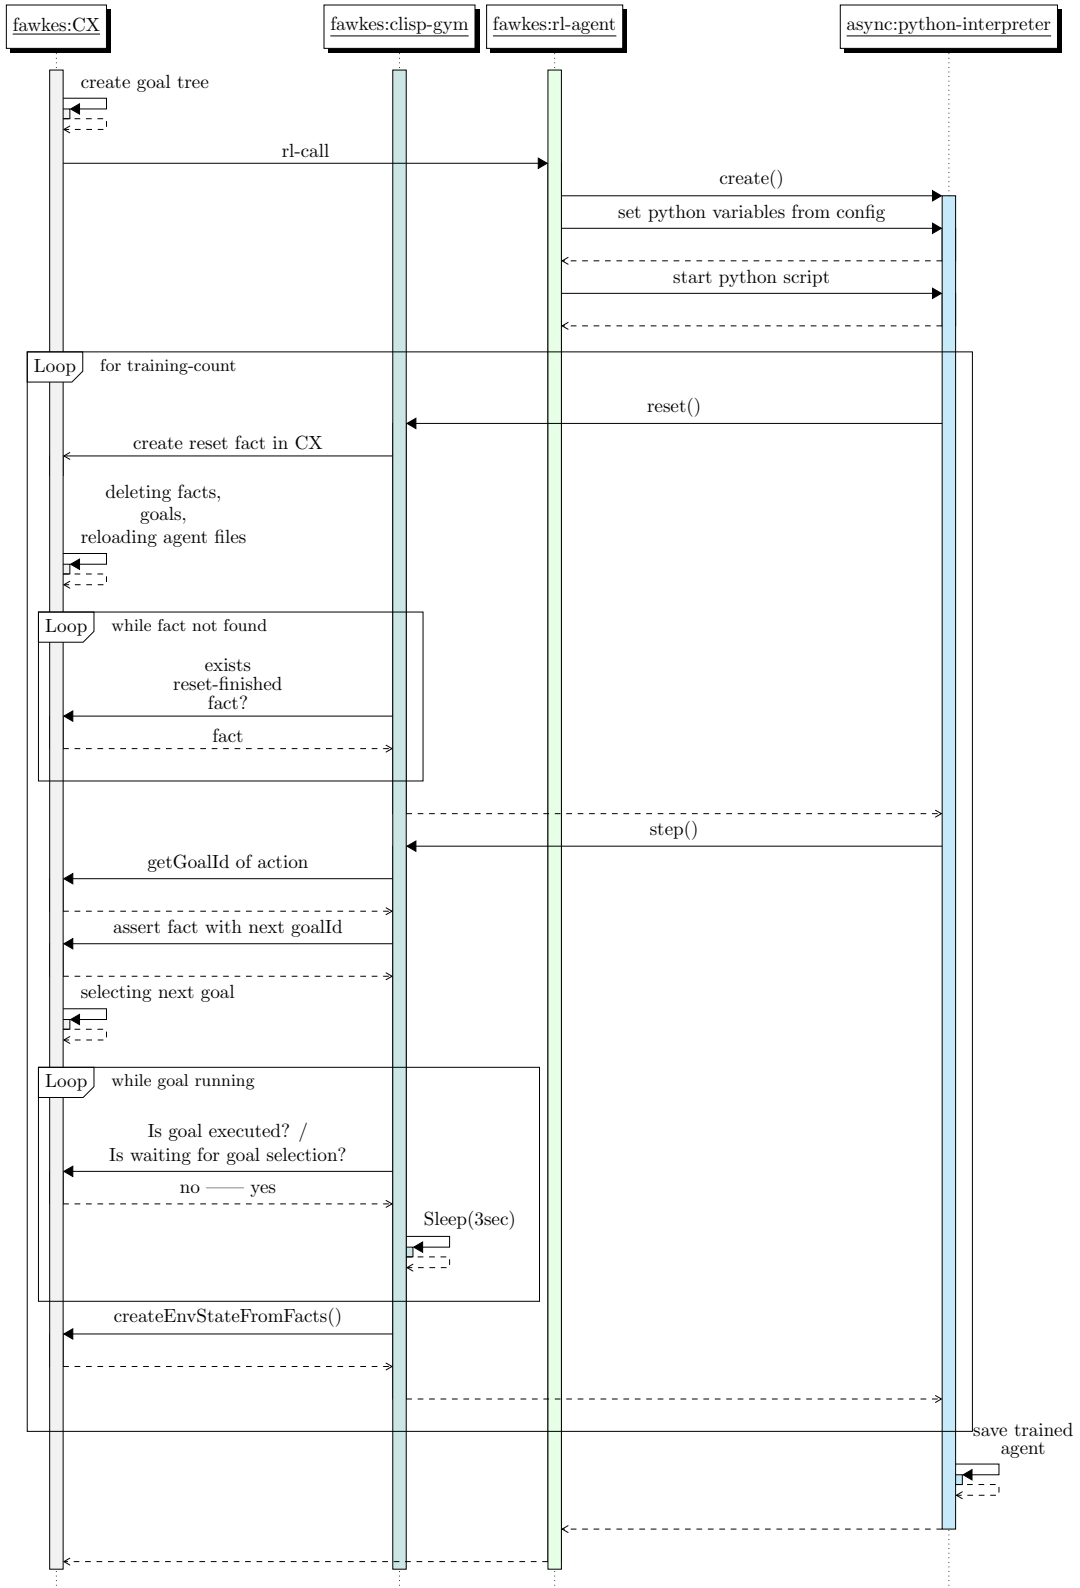 fawkes:CX
fawkes:clisp-gym
fawkes:rl-agent
async:python-interpreter
create goal tree
rl-call
create()
set python variables from config
start python script
Loop
for training-count
reset()
create reset fact in CX
deleting facts,
goals,
reloading agent files
Loop
while fact not found
exists
reset-finished
fact?
fact
step()
getGoalId of action
assert fact with next goalId
selecting next goal
Loop
while goal running
Is goal executed? /
Is waiting for goal selection?
no —— yes
Sleep(3sec)
createEnvStateFromFacts()
save trained
agent